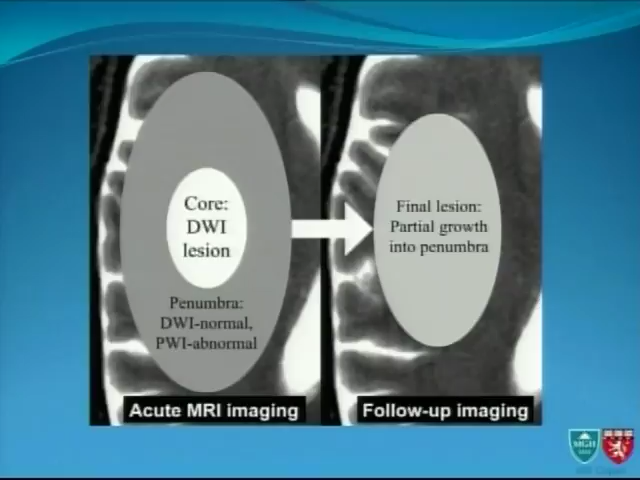 Core:
DWI
lesion
Penumbra:
DWI-normal,
PWI-abnormal
Final lesion:
Partial growth
into penumbra
Acute MRI imaging
Follow-up imaging
MGH